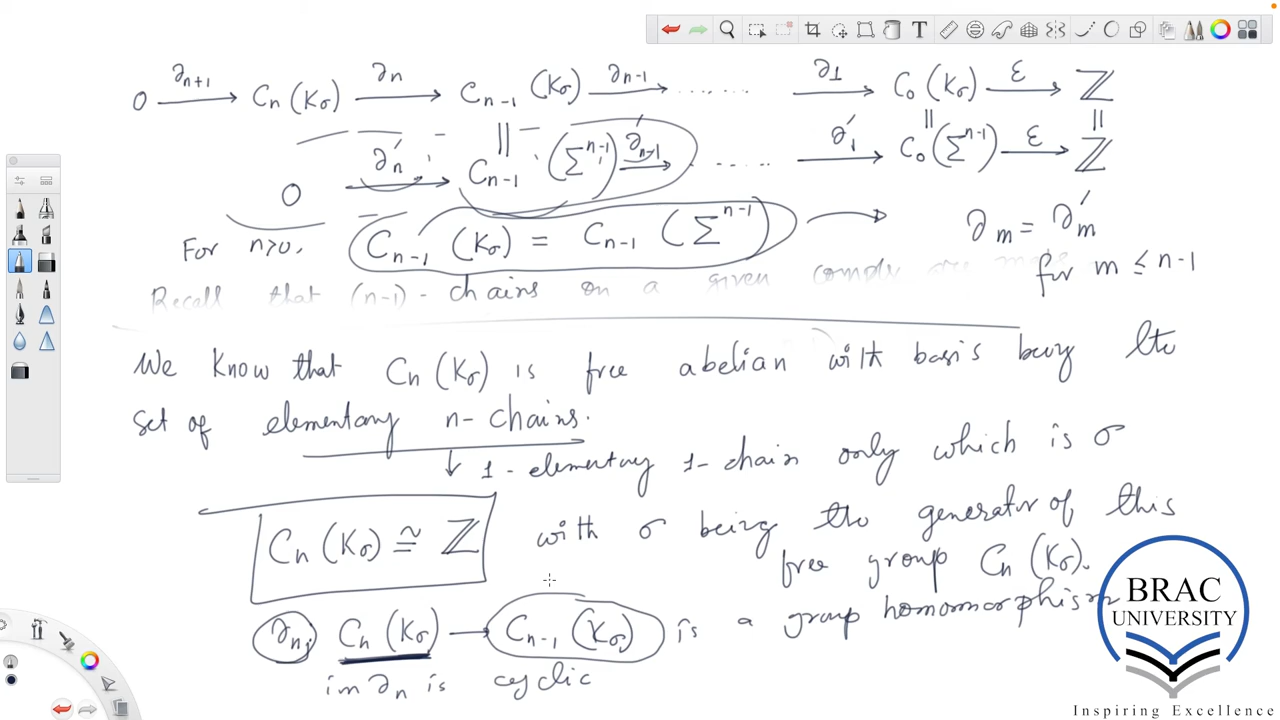 0 —∂n+1→ Cn (Kσ) —∂n→ Cn-1 (Kσ) —∂n-1→ ...... —∂1→ C0 (Kσ) —ε→ ℤ
|| || ||
0 —∂'n→ Cn-1 (Σ^n-1) —∂'n-1→ ...... —∂'1→ C0 (Σ^n-1) —ε→ ℤ
For n>0, Cn-1 (Kσ) = Cn-1 (Σ^n-1) → ∂m = ∂'m
for m ≤ n-1
Recall that (n-1) - chains on a given
We know that Cn (Kσ) is free abelian with basis being the
set of elementary n- chains.
↓ 1 - elementary 1- chain only which is σ
Cn (Kσ) ≅ ℤ with σ being the generator of this
free group Cn (Kσ).
∂n: Cn (Kσ) → Cn-1 (Kσ) is a group homomorphism
im ∂n is cyclic
BRAC
UNIVERSITY
Inspiring Excellence